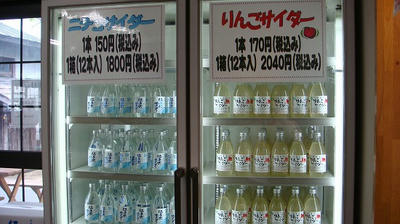 ニテコサイダー
1本 150円(税込み)
1箱(12本入) 1800円(税込み)
りんごサイダー
1本 170円(税込み)
1箱(12本入) 2040円(税込み)